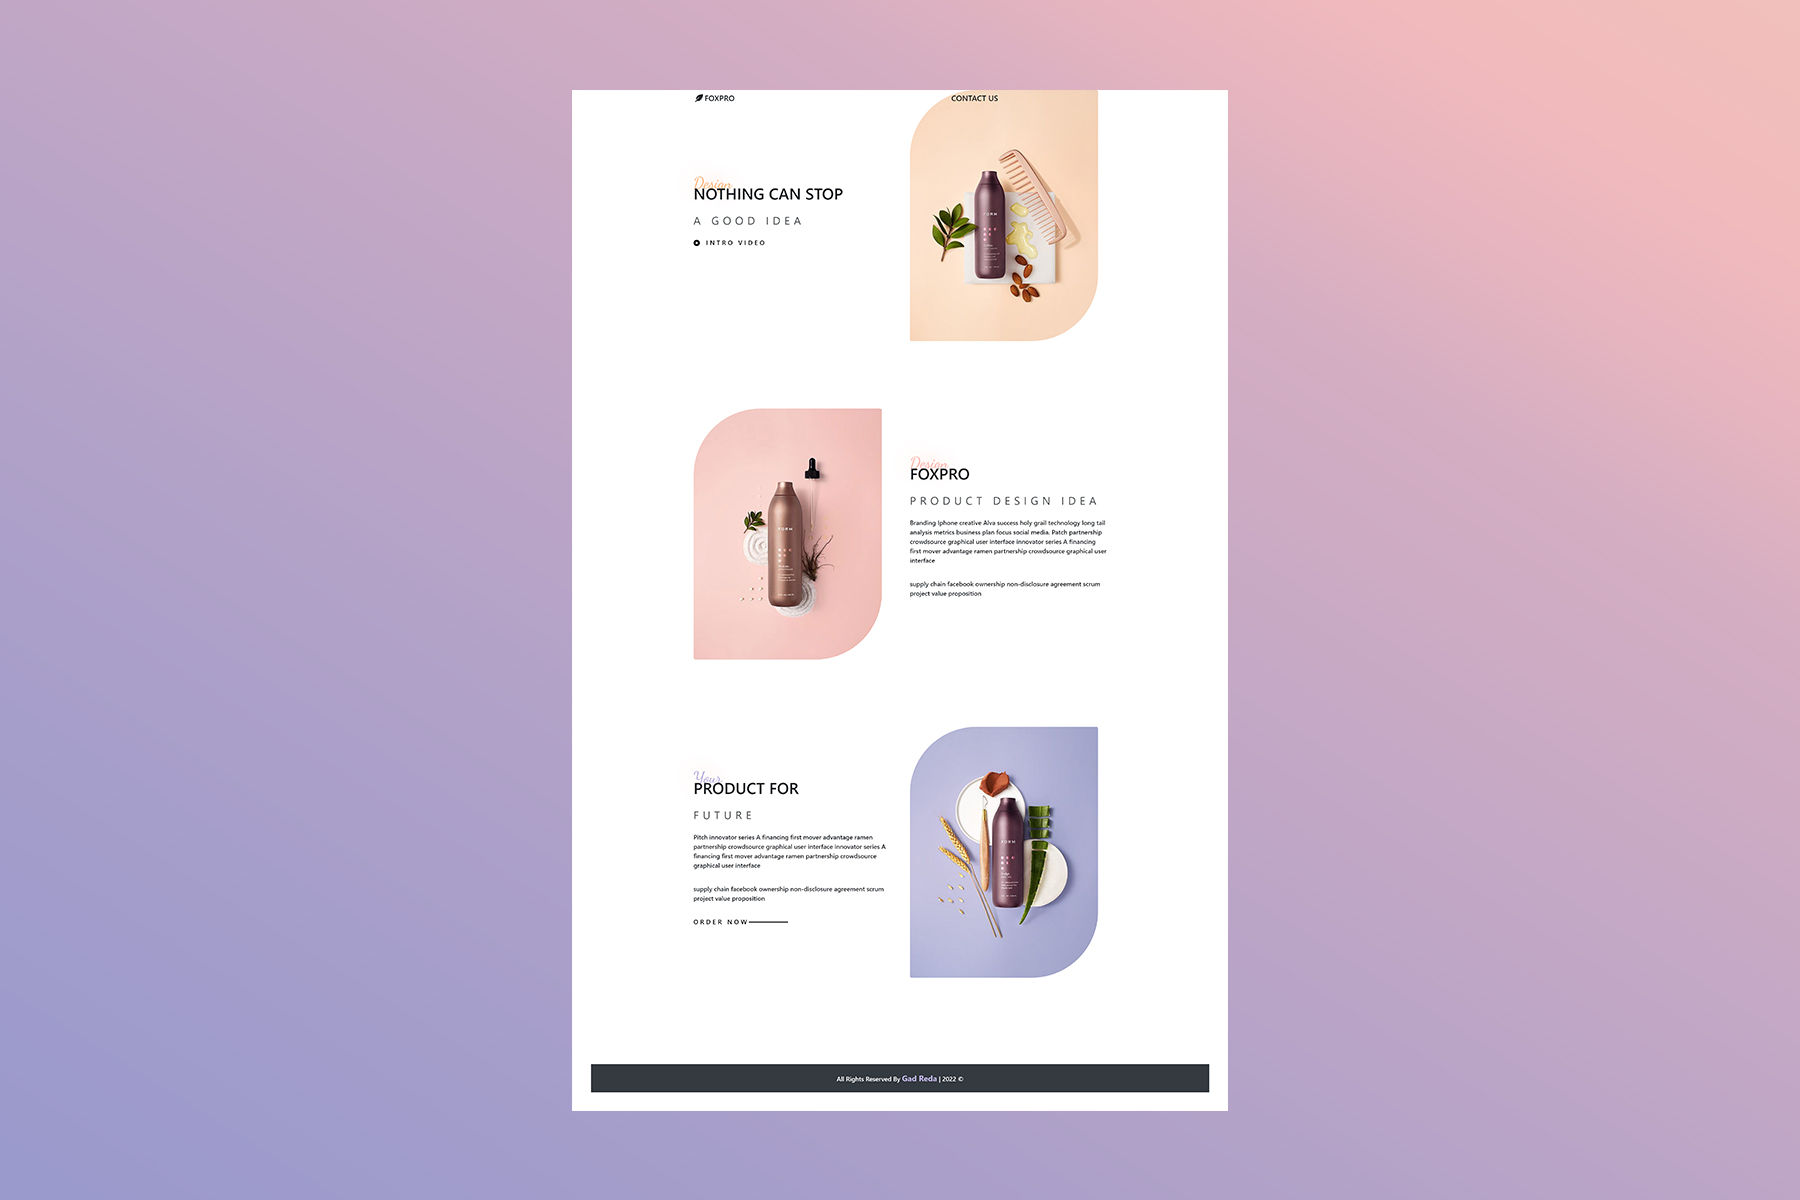 FOXPRO
CONTACT US
Design
NOTHING CAN STOP
A GOOD IDEA
INTRO VIDEO
FORM
Design
FOXPRO
PRODUCT DESIGN IDEA
Branding Iphone creative Alva success holy grail technology long tail
analysis metrics business plan focus social media. Patch partnership
crowdsource graphical user interface innovator series A financing
first mover advantage ramen partnership crowdsource graphical user
interface
supply chain facebook ownership non-disclosure agreement scrum
project value proposition
FORM
Your
PRODUCT FOR
FUTURE
Pitch innovator series A financing first mover advantage ramen
partnership crowdsource graphical user interface innovator series A
financing first mover advantage ramen partnership crowdsource
graphical user interface
supply chain facebook ownership non-disclosure agreement scrum
project value proposition
ORDER NOW
FORM
All Rights Reserved By Gad Reda | 2022 ©